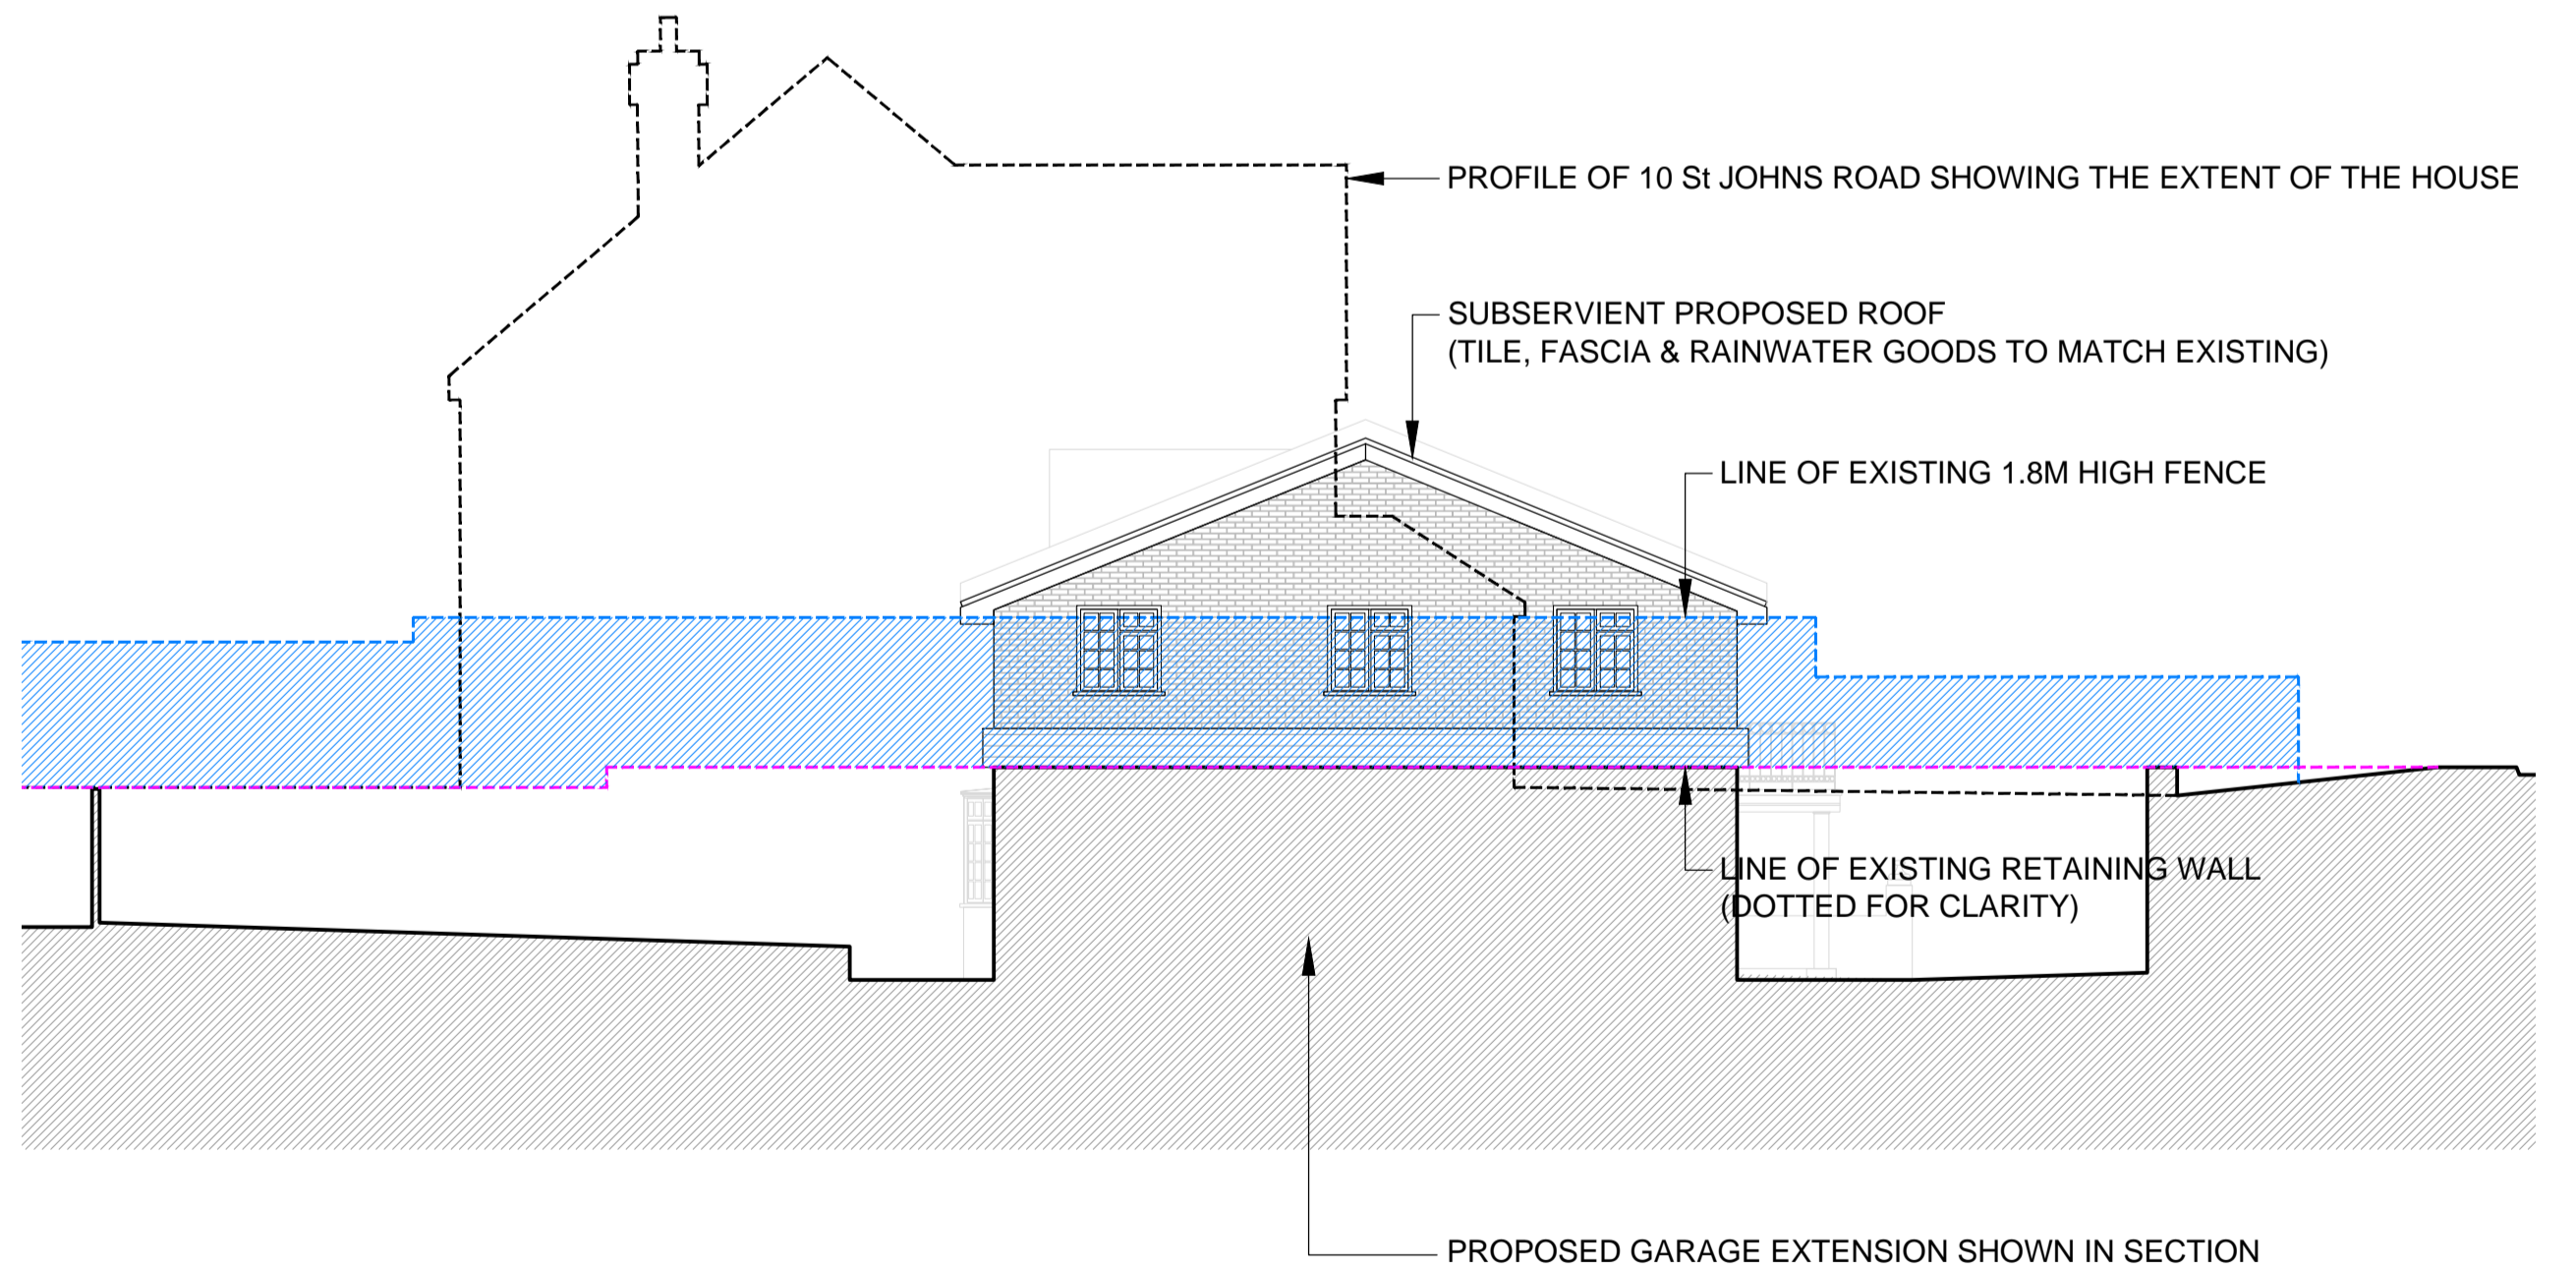 PROFILE OF 10 St JOHNS ROAD SHOWING THE EXTENT OF THE HOUSE
SUBSERVIENT PROPOSED ROOF
(TILE, FASCIA & RAINWATER GOODS TO MATCH EXISTING)
LINE OF EXISTING 1.8M HIGH FENCE
LINE OF EXISTING RETAINING WALL
(DOTTED FOR CLARITY)
PROPOSED GARAGE EXTENSION SHOWN IN SECTION